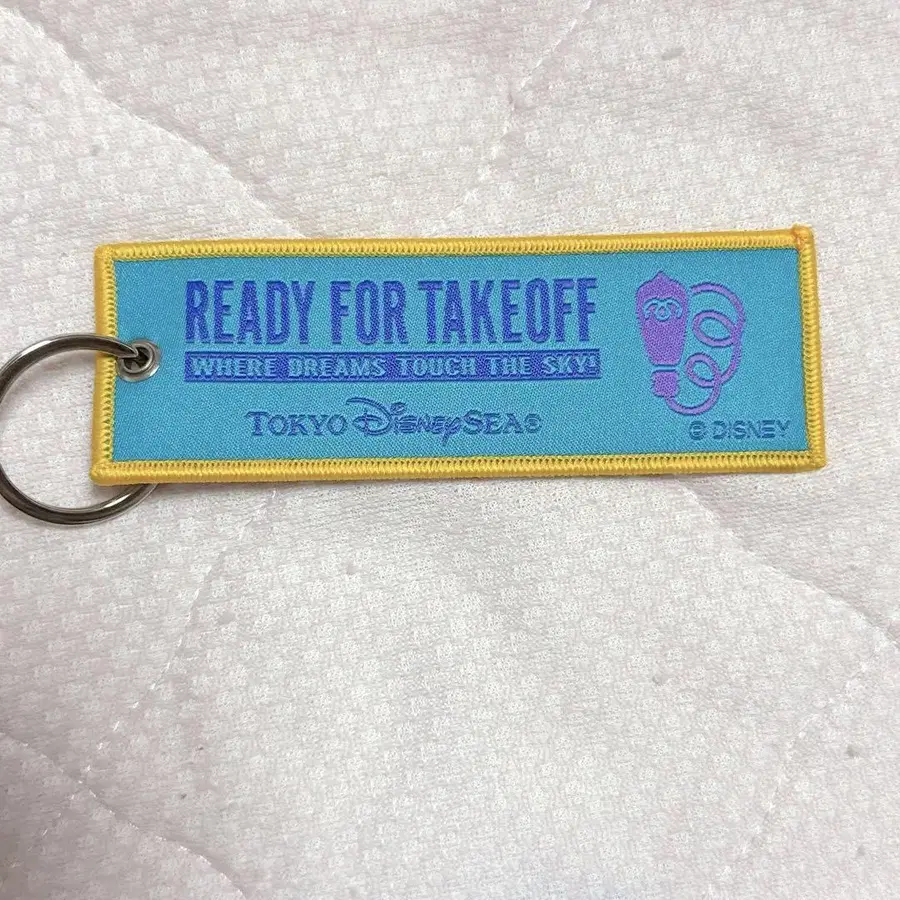 READY FOR TAKEOFF
WHERE DREAMS TOUCH THE SKY!
TOKYO DISNEYSEA®
© DISNEY